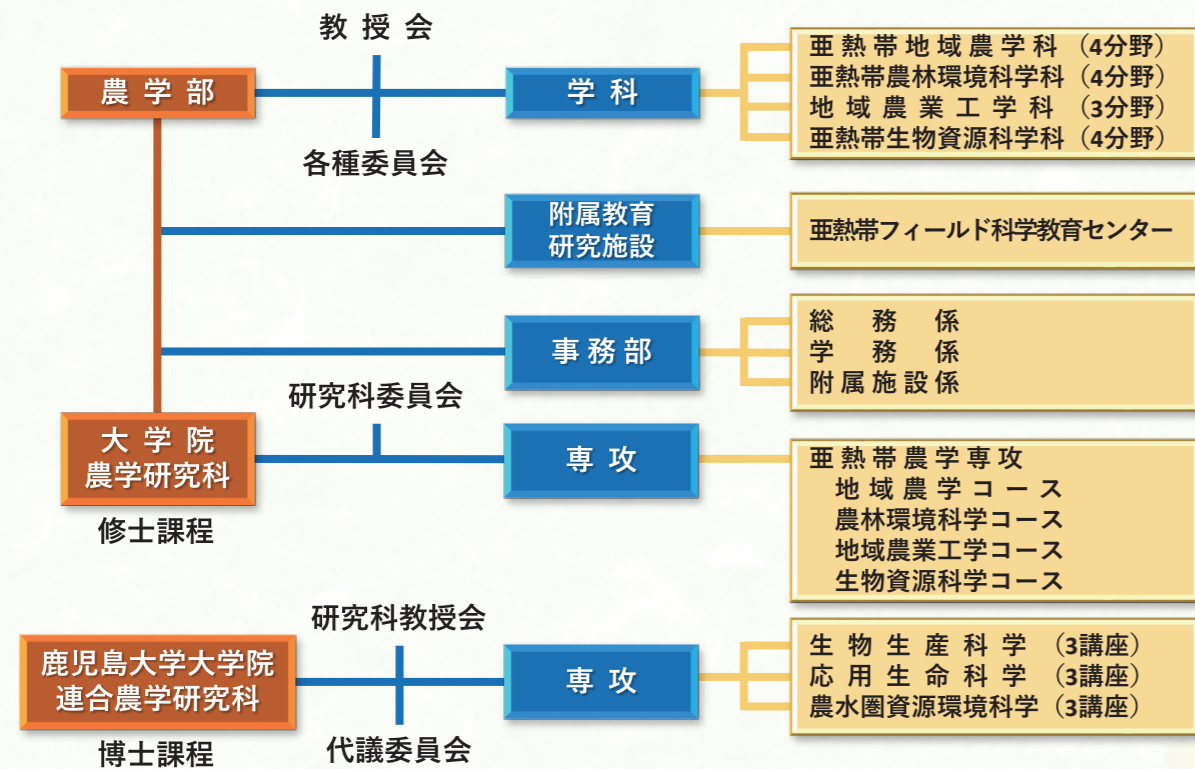 教授会
農学部
学科
各種委員会
亜熱帯地域農学科(4分野)
亜熱帯農林環境科学科(4分野)
地域農業工学科(3分野)
亜熱帯生物資源科学科(4分野)
附属教育
研究施設
亜熱帯フィールド科学教育センター
事務部
総務係
学務係
附属施設係
研究科委員会
大学院
農学研究科
修士課程
専攻
亜熱帯農学専攻
地域農学コース
農林環境科学コース
地域農業工学コース
生物資源科学コース
研究科教授会
鹿児島大学大学院
連合農学研究科
博士課程
代議委員会
専攻
生物生産科学(3講座)
応用生命科学(3講座)
農水圏資源環境科学(3講座)